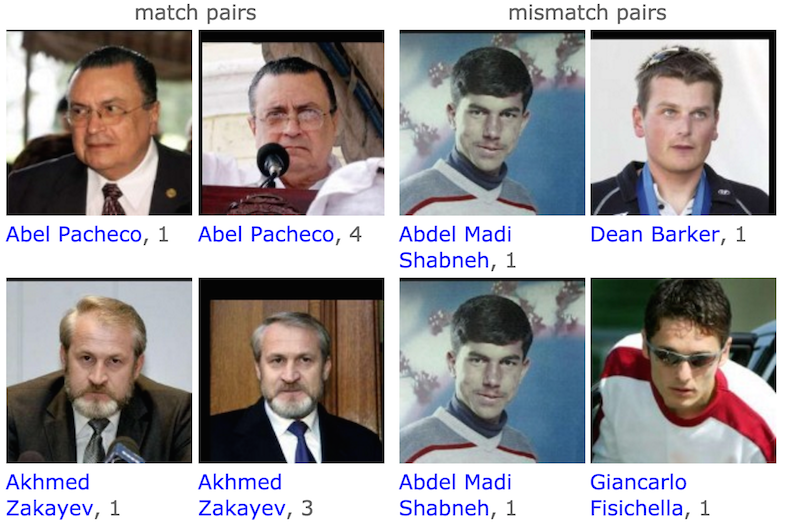 match pairs
mismatch pairs
Abel Pacheco, 1
Abel Pacheco, 4
Abdel Madi
Shabneh, 1
Dean Barker, 1
Akhmed
Zakayev, 1
Akhmed
Zakayev, 3
Abdel Madi
Shabneh, 1
Giancarlo
Fisichella, 1